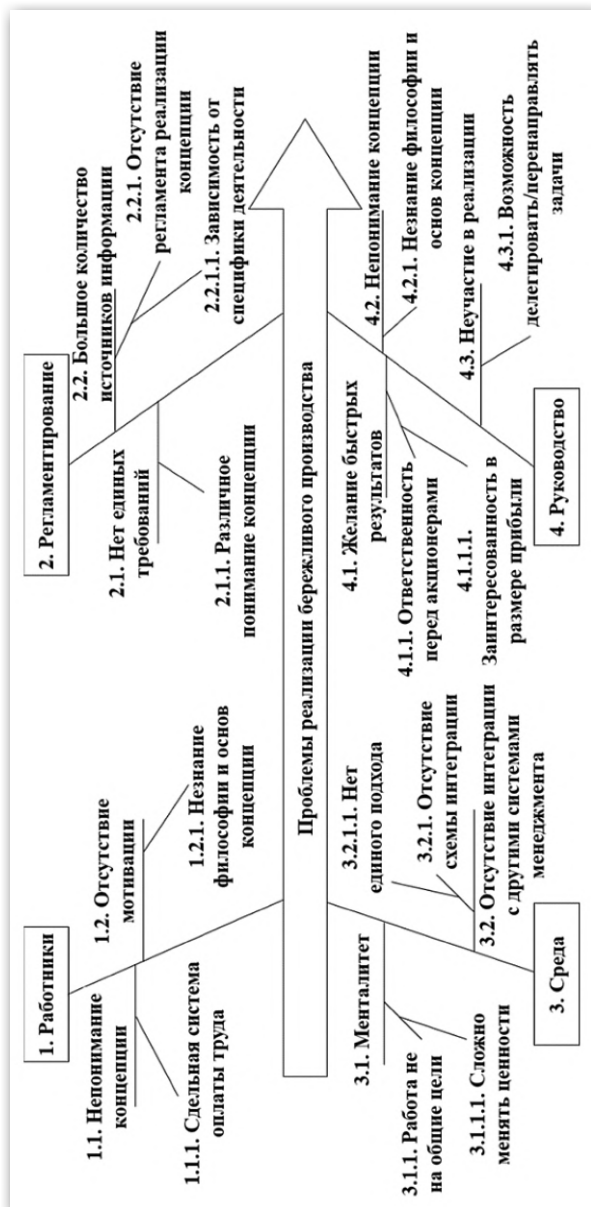 1. Работники
1.1. Непонимание
концепции
1.1.1. Сдельная система
оплаты труда
1.2. Отсутствие
мотивации
1.2.1. Незнание
философии и основ
концепции
2. Регламентирование
2.1. Нет единых
требований
2.1.1. Различное
понимание концепции
2.2. Большое количество
источников информации
2.2.1. Отсутствие
регламента реализации
концепции
2.2.1.1. Зависимость от
специфики деятельности
Проблемы реализации бережливого производства
3.1. Менталитет
3.1.1. Работа не
на общие цели
3.1.1.1. Сложно
менять ценности
3.2.1.1. Нет
единого подхода
3.2.1. Отсутствие
схемы интеграции
3.2. Отсутствие интеграции
с другими системами
менеджмента
3. Среда
4.1. Желание быстрых
результатов
4.1.1. Ответственность
перед акционерами
4.1.1.1.
Заинтересованность в
размере прибыли
4.2. Непонимание концепции
4.2.1. Незнание философии и
основ концепции
4.3. Неучастие в реализации
4.3.1. Возможность
делегировать/перенаправлять
задачи
4. Руководство